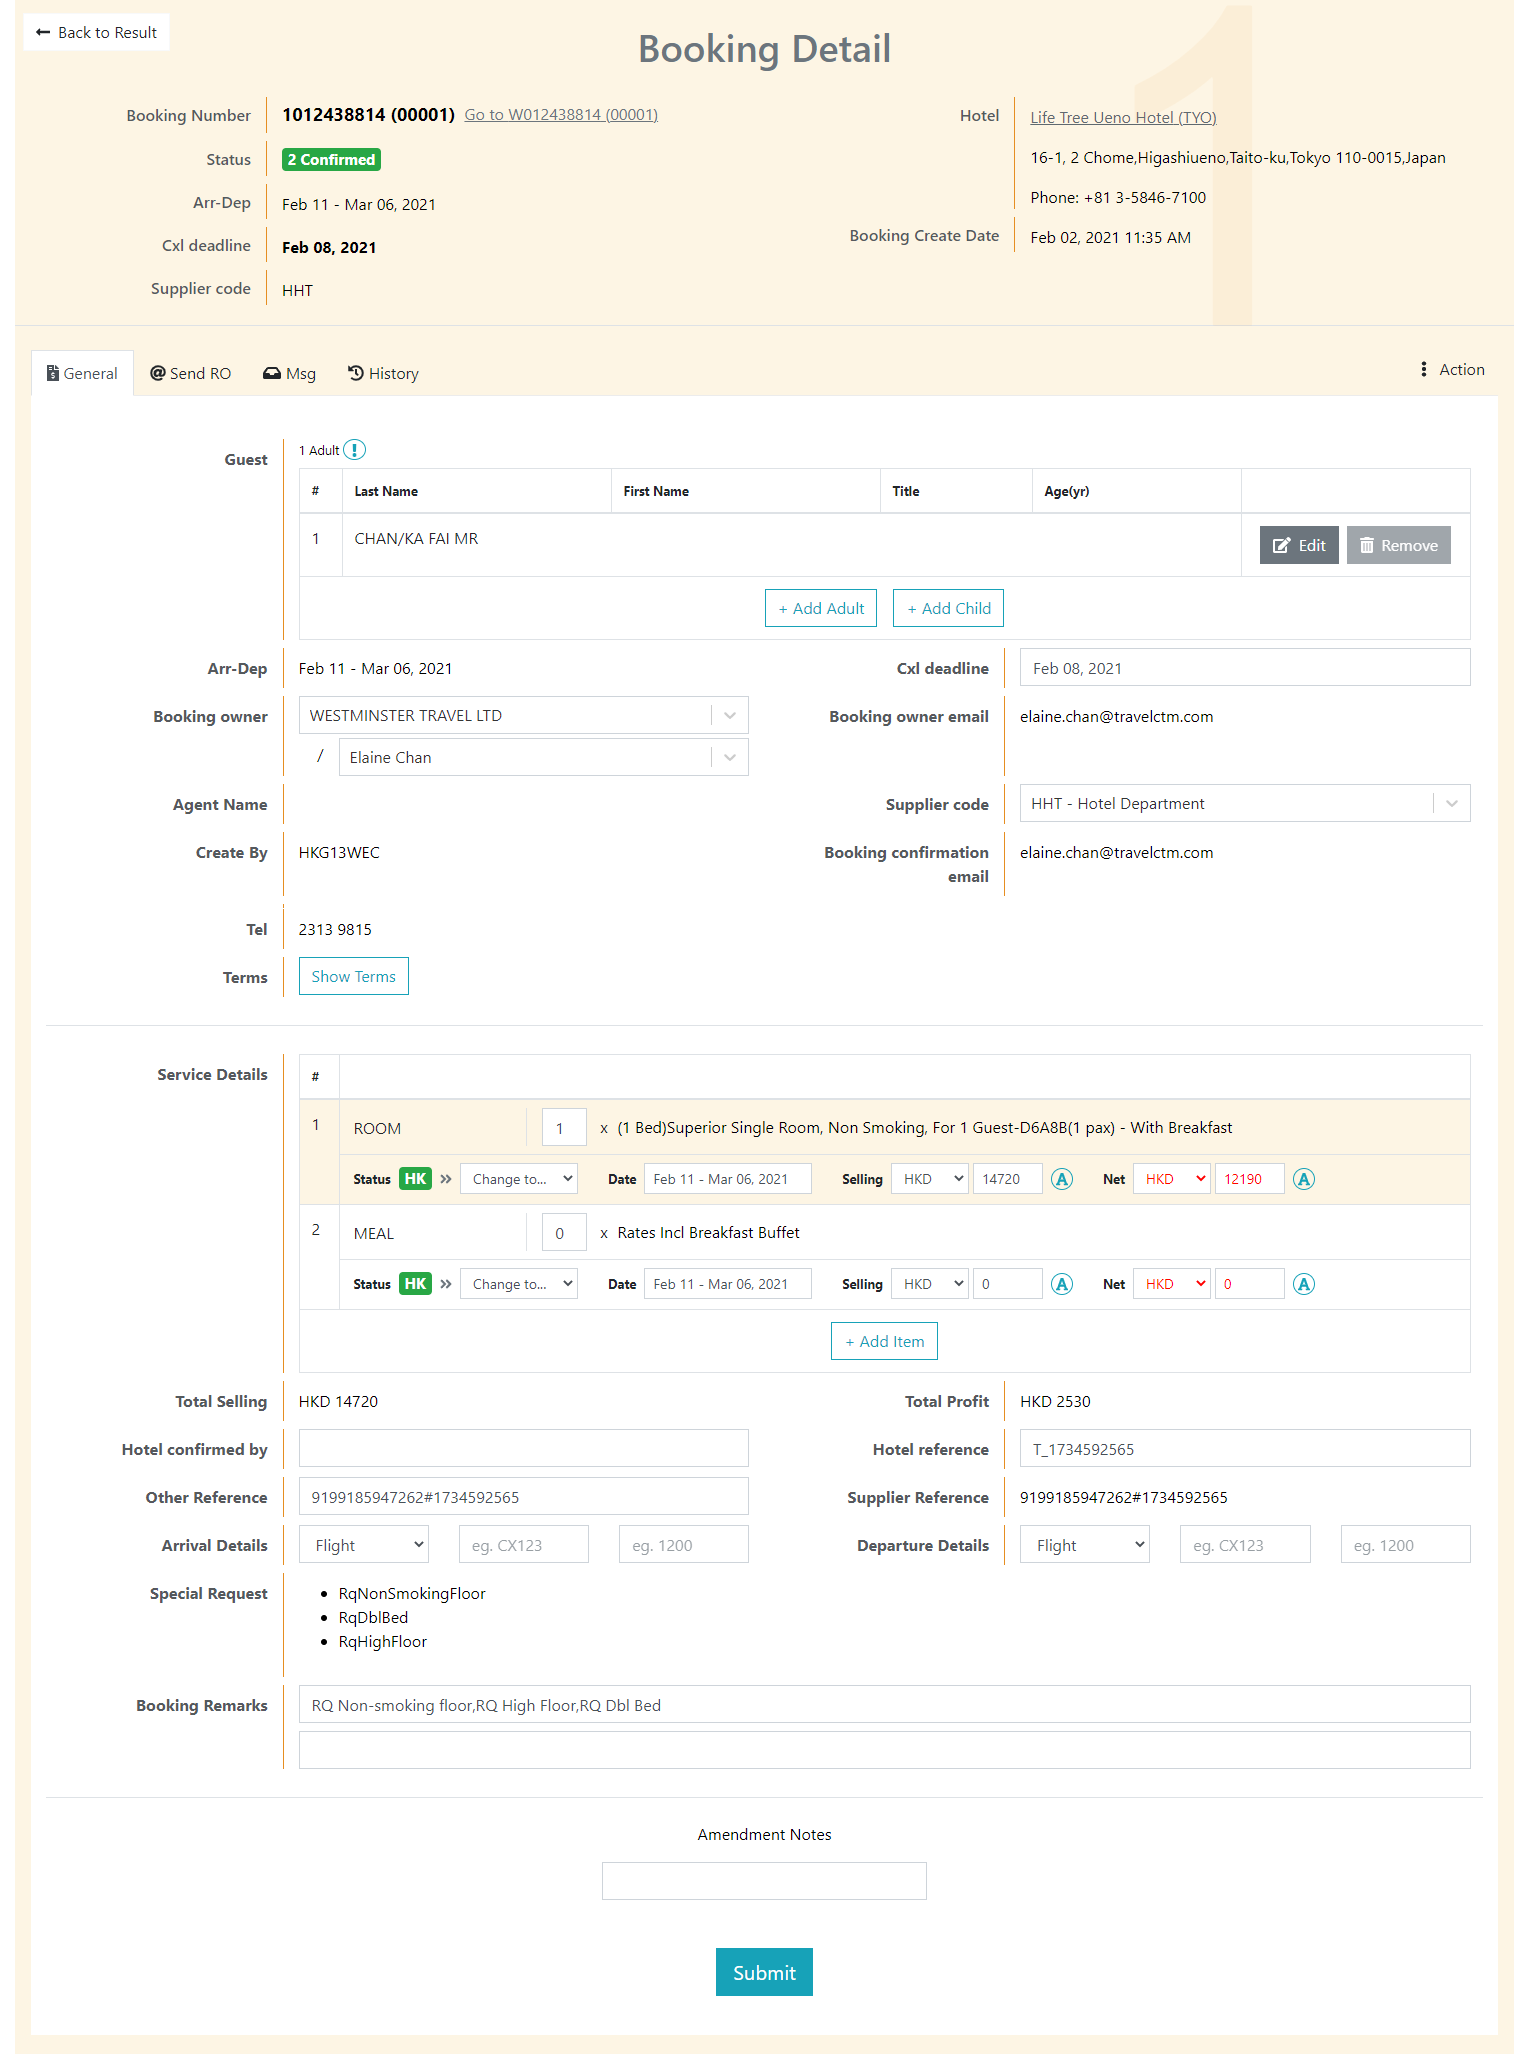 Back to Result
Booking Detail
1
Booking Number 1012438814 (00001) Go to W012438814 (00001)
Status 2 Confirmed
Arr-Dep Feb 11 - Mar 06, 2021
Cxl deadline Feb 08, 2021
Supplier code HHT
Hotel Life Tree Ueno Hotel (TYO)
16-1, 2 Chome,Higashiueno,Taito-ku,Tokyo 110-0015,Japan
Phone: +81 3-5846-7100
Booking Create Date Feb 02, 2021 11:35 AM
General Send RO Msg History Action
Guest 1 Adult
# Last Name First Name Title Age(yr)
1 CHAN/KA FAI MR Edit Remove
+ Add Adult + Add Child
Arr-Dep Feb 11 - Mar 06, 2021 Cxl deadline Feb 08, 2021
Booking owner WESTMINSTER TRAVEL LTD Booking owner email elaine.chan@travelctm.com
/ Elaine Chan
Agent Name Supplier code HHT - Hotel Department
Create By HKG13WEC Booking confirmation email elaine.chan@travelctm.com
Tel 2313 9815
Terms Show Terms
Service Details #
1 ROOM 1 x (1 Bed)Superior Single Room, Non Smoking, For 1 Guest-D6A8B(1 pax) - With Breakfast
Status HK » Change to... Date Feb 11 - Mar 06, 2021 Selling HKD 14720 A Net HKD 12190 A
2 MEAL 0 x Rates Incl Breakfast Buffet
Status HK » Change to... Date Feb 11 - Mar 06, 2021 Selling HKD 0 A Net HKD 0 A
+ Add Item
Total Selling HKD 14720 Total Profit HKD 2530
Hotel confirmed by Hotel reference T_1734592565
Other Reference 9199185947262#1734592565 Supplier Reference 9199185947262#1734592565
Arrival Details Flight eg. CX123 eg. 1200 Departure Details Flight eg. CX123 eg. 1200
Special Request • RqNonSmokingFloor
• RqDblBed
• RqHighFloor
Booking Remarks RQ Non-smoking floor,RQ High Floor,RQ Dbl Bed
Amendment Notes
Submit